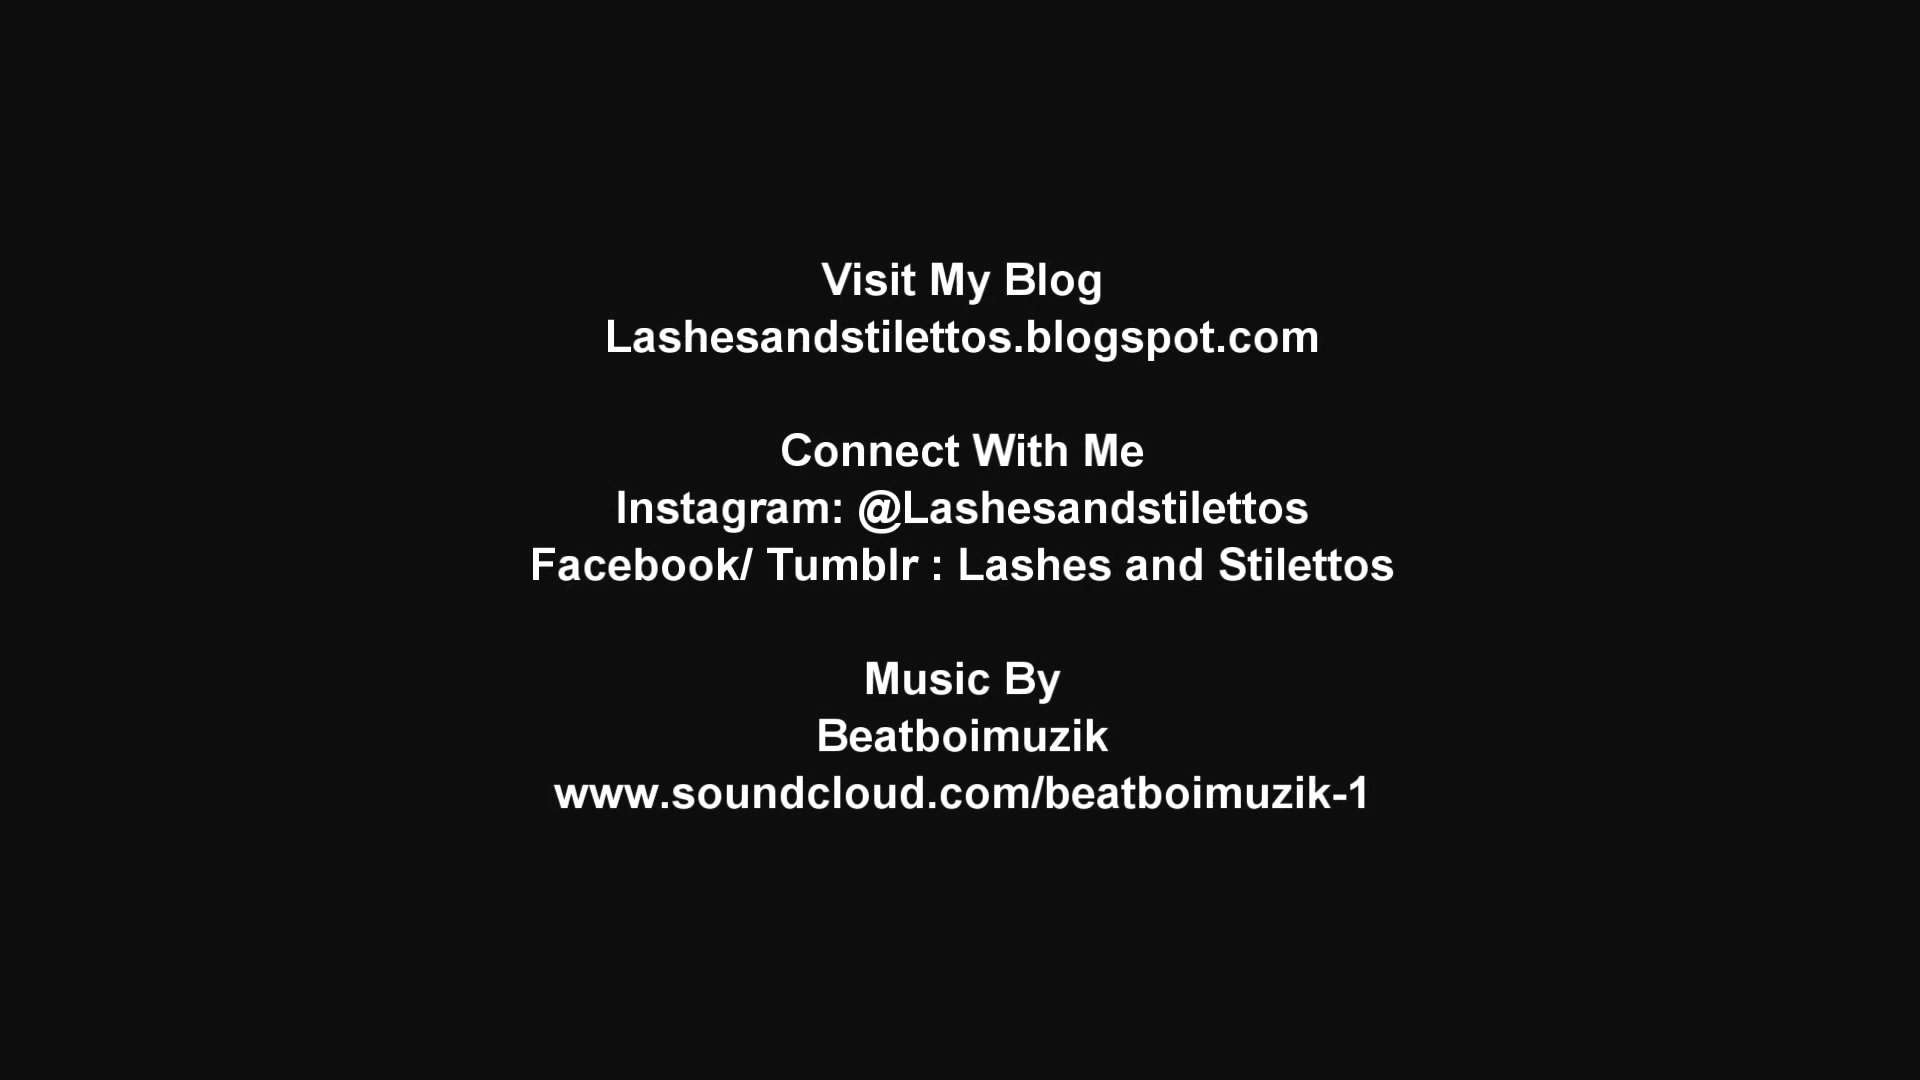 Visit My Blog
Lashesandstilettos.blogspot.com
Connect With Me
Instagram: @Lashesandstilettos
Facebook/ Tumblr : Lashes and Stilettos
Music By
Beatboimuzik
www.soundcloud.com/beatboimuzik-1